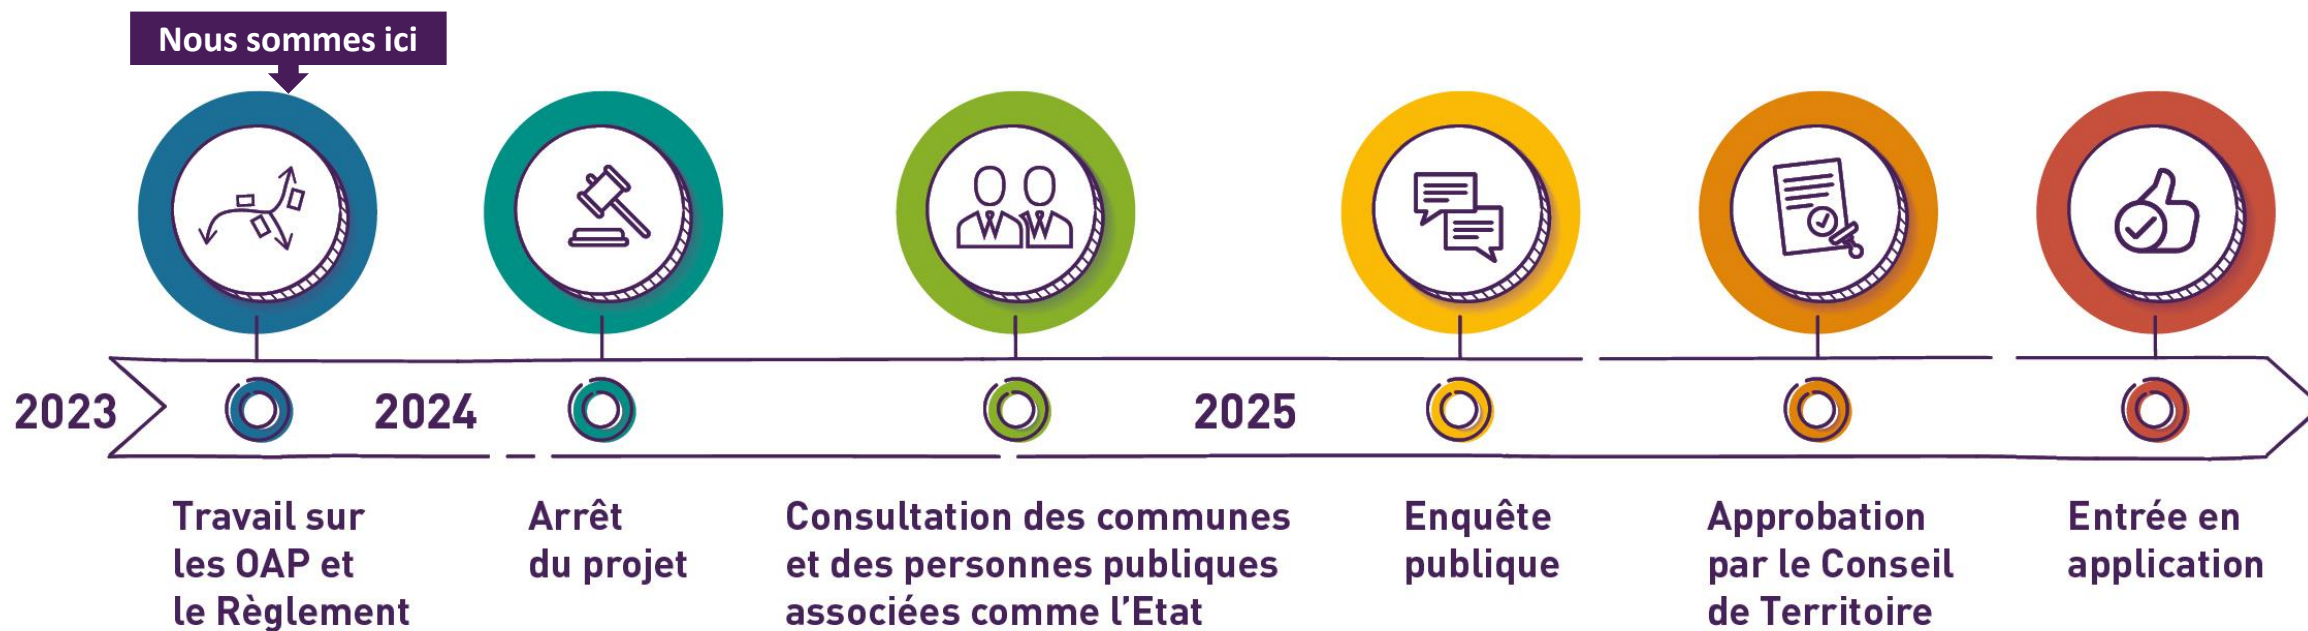 Nous sommes ici
2023
2024
2025
Travail sur
les OAP et
le Règlement
Arrêt
du projet
Consultation des communes
et des personnes publiques
associées comme l'Etat
Enquête
publique
Approbation
par le Conseil
de Territoire
Entrée en
application